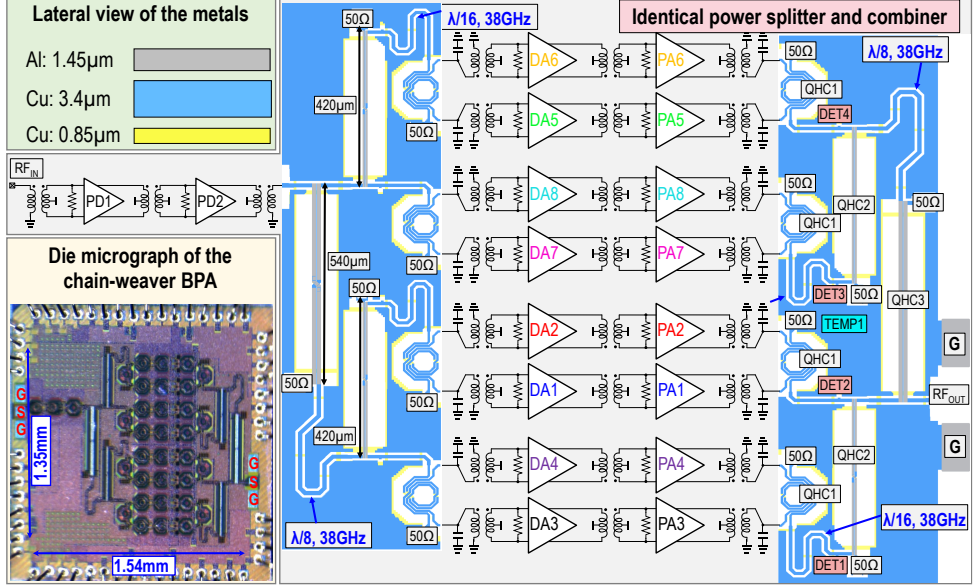 Lateral view of the metals
Al: 1.45µm
Cu: 3.4µm
Cu: 0.85µm
RFIN
PD1
PD2
Die micrograph of the
chain-weaver BPA
G
S
G
1.35mm
G
S
G
1.54mm
50Ω
λ/16, 38GHz
420µm
50Ω
540µm
50Ω
50Ω
50Ω
420µm
λ/8, 38GHz
50Ω
Identical power splitter and combiner
DA6
PA6
DA5
PA5
DA8
PA8
DA7
PA7
DA2
PA2
DA1
PA1
DA4
PA4
DA3
PA3
50Ω
λ/8, 38GHz
QHC1
DET4
50Ω
QHC2
50Ω
QHC1
DET3
50Ω
QHC3
50Ω
TEMP1
G
QHC1
DET2
RFOUT
G
50Ω
QHC2
QHC1
λ/16, 38GHz
DET1
50Ω